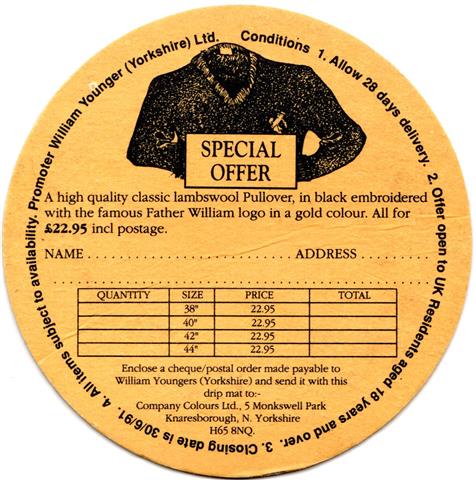 Promoter William Younger (Yorkshire) Ltd. Conditions 1. Allow 28 days delivery. 2. Offer open to UK Residents aged 18 years and over. 3. Closing date is 30/6/91. 4. All items subject to availability.
SPECIAL
OFFER
A high quality classic lambswool Pullover, in black embroidered
with the famous Father William logo in a gold colour. All for
£22.95 incl postage.
NAME ........................................ ADDRESS ............
........................................................................
QUANTITY SIZE PRICE TOTAL
38" 22.95
40" 22.95
42" 22.95
44" 22.95
Enclose a cheque/postal order made payable to
William Youngers (Yorkshire) and send it with this
drip mat to:-
Company Colours Ltd., 5 Monkswell Park
Knaresborough, N. Yorkshire
H65 8NQ.